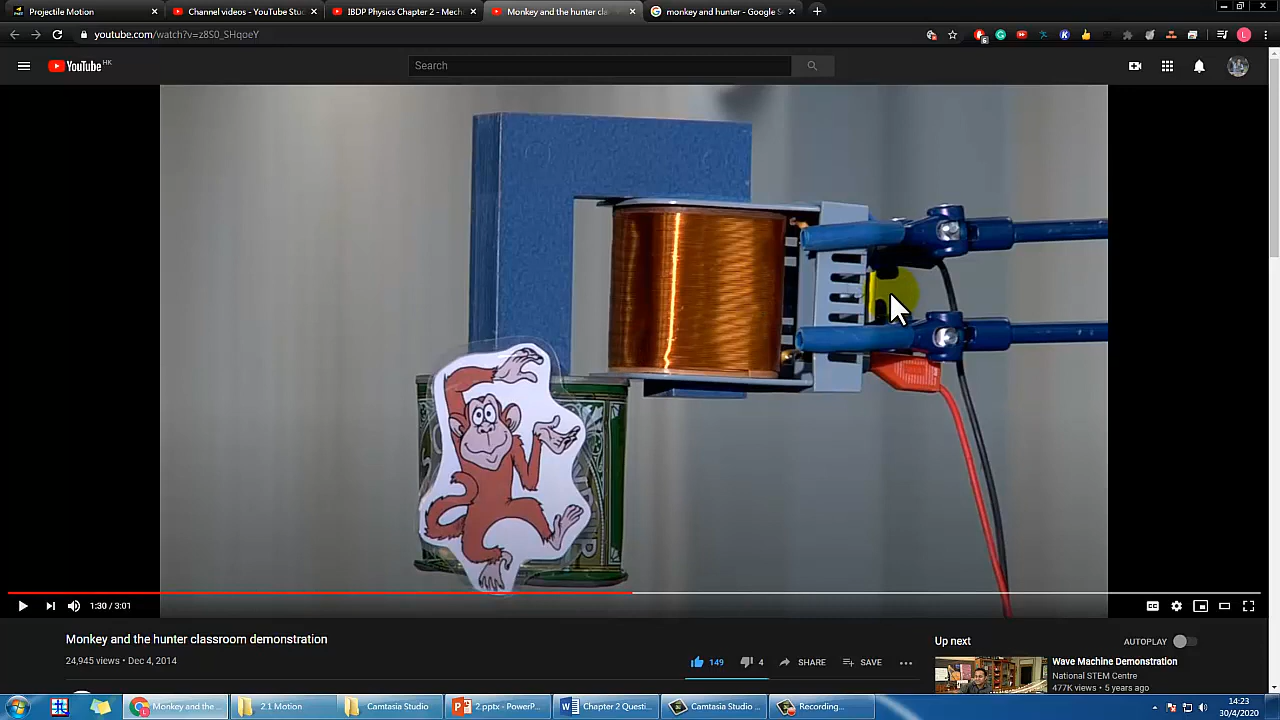 Projectile Motion
Channel videos - YouTube Stu
IBDP Physics Chapter 2 - Mech
Monkey and the hunter cla
monkey and hunter - Google S
youtube.com/watch?v=z8S0_SHqoeY
6
L
YouTube HK
Search
1:30 / 3:01
CC
Monkey and the hunter classroom demonstration
24,945 views • Dec 4, 2014
149
4
SHARE
SAVE
Up next
AUTOPLAY
Wave Machine Demonstration
National STEM Centre
477K views • 5 years ago
Monkey and the ...
2.1 Motion
Camtasia Studio
2.pptx - PowerP...
Chapter 2 Questi...
Camtasia Studio ...
Recording...
14:23
30/4/2020